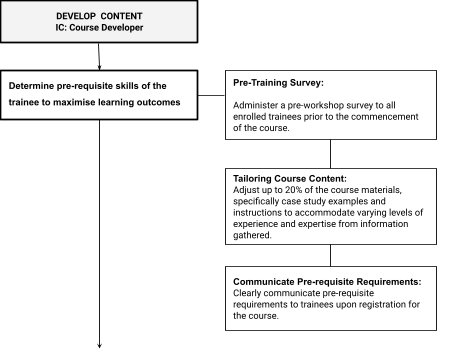 DEVELOP CONTENT
IC: Course Developer
Determine pre-requisite skills of the
trainee to maximise learning outcomes
Pre-Training Survey:
Administer a pre-workshop survey to all
enrolled trainees prior to the commencement
of the course.
Tailoring Course Content:
Adjust up to 20% of the course materials,
specifically case study examples and
instructions to accommodate varying levels of
experience and expertise from information
gathered.
Communicate Pre-requisite Requirements:
Clearly communicate pre-requisite
requirements to trainees upon registration for
the course.